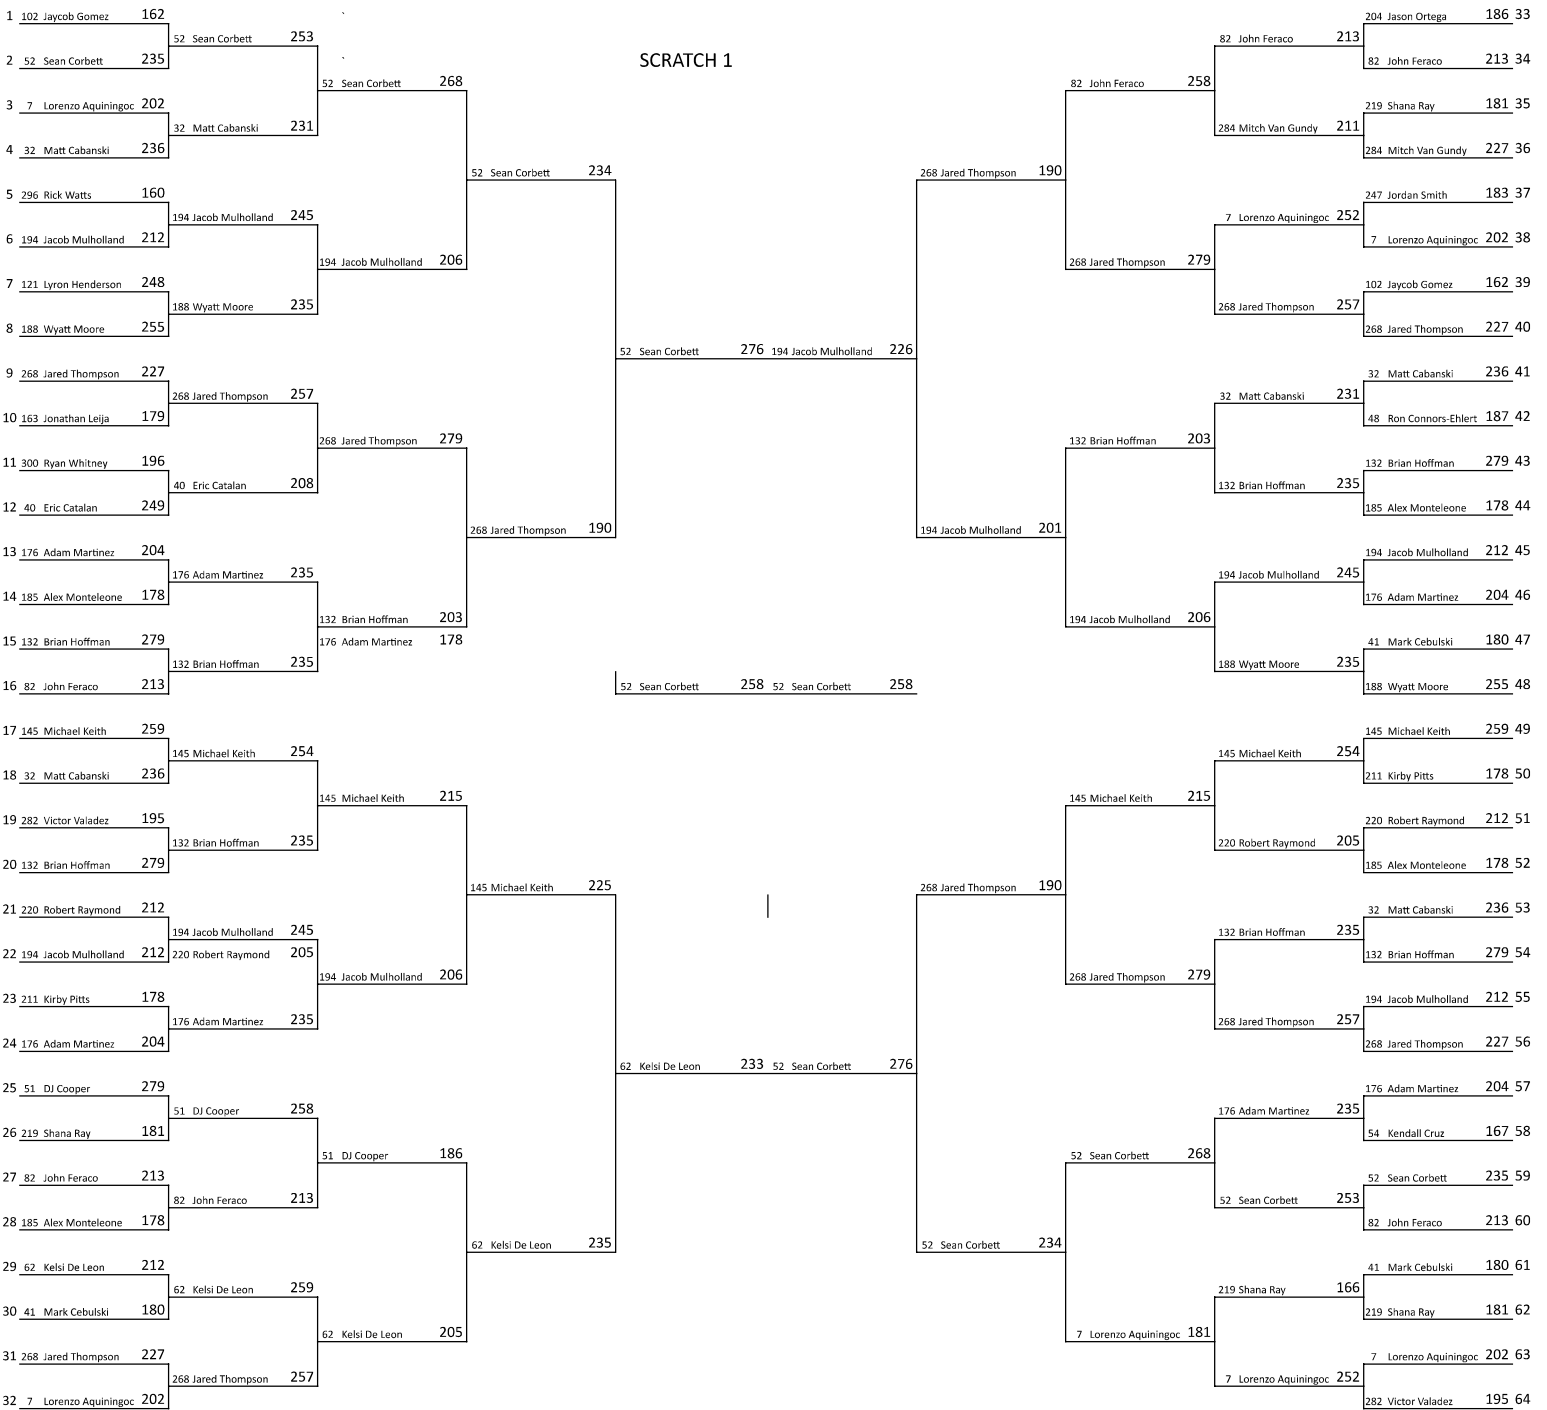 SCRATCH 1
1 102 Jaycob Gomez 162
52 Sean Corbett 253
2 52 Sean Corbett 235
52 Sean Corbett 268
3 7 Lorenzo Aquiningoc 202
32 Matt Cabanski 231
4 32 Matt Cabanski 236
52 Sean Corbett 234
5 296 Rick Watts 160
194 Jacob Mulholland 245
6 194 Jacob Mulholland 212
194 Jacob Mulholland 206
7 121 Lyron Henderson 248
188 Wyatt Moore 235
8 188 Wyatt Moore 255
52 Sean Corbett 276
9 268 Jared Thompson 227
268 Jared Thompson 257
10 163 Jonathan Leija 179
268 Jared Thompson 279
11 300 Ryan Whitney 196
40 Eric Catalan 208
12 40 Eric Catalan 249
268 Jared Thompson 190
13 176 Adam Martinez 204
176 Adam Martinez 235
14 185 Alex Monteleone 178
132 Brian Hoffman 203
176 Adam Martinez 178
15 132 Brian Hoffman 279
132 Brian Hoffman 235
16 82 John Feraco 213
52 Sean Corbett 258
52 Sean Corbett 258
17 145 Michael Keith 259
145 Michael Keith 254
18 32 Matt Cabanski 236
145 Michael Keith 215
19 282 Victor Valadez 195
132 Brian Hoffman 235
20 132 Brian Hoffman 279
145 Michael Keith 225
21 220 Robert Raymond 212
194 Jacob Mulholland 245
22 194 Jacob Mulholland 212
220 Robert Raymond 205
194 Jacob Mulholland 206
23 211 Kirby Pitts 178
176 Adam Martinez 235
24 176 Adam Martinez 204
62 Kelsi De Leon 233
25 51 DJ Cooper 279
51 DJ Cooper 258
26 219 Shana Ray 181
51 DJ Cooper 186
27 82 John Feraco 213
82 John Feraco 213
28 185 Alex Monteleone 178
62 Kelsi De Leon 235
29 62 Kelsi De Leon 212
62 Kelsi De Leon 259
30 41 Mark Cebulski 180
62 Kelsi De Leon 205
31 268 Jared Thompson 227
268 Jared Thompson 257
32 7 Lorenzo Aquiningoc 202
204 Jason Ortega 186 33
82 John Feraco 213
82 John Feraco 213 34
82 John Feraco 258
219 Shana Ray 181 35
284 Mitch Van Gundy 211
284 Mitch Van Gundy 227 36
268 Jared Thompson 190
247 Jordan Smith 183 37
7 Lorenzo Aquiningoc 252
7 Lorenzo Aquiningoc 202 38
268 Jared Thompson 279
102 Jaycob Gomez 162 39
268 Jared Thompson 257
268 Jared Thompson 227 40
194 Jacob Mulholland 226
32 Matt Cabanski 236 41
32 Matt Cabanski 231
48 Ron Connors-Ehlert 187 42
132 Brian Hoffman 203
132 Brian Hoffman 279 43
132 Brian Hoffman 235
185 Alex Monteleone 178 44
194 Jacob Mulholland 201
194 Jacob Mulholland 212 45
194 Jacob Mulholland 245
176 Adam Martinez 204 46
194 Jacob Mulholland 206
41 Mark Cebulski 180 47
188 Wyatt Moore 235
188 Wyatt Moore 255 48
145 Michael Keith 259 49
145 Michael Keith 254
211 Kirby Pitts 178 50
145 Michael Keith 215
220 Robert Raymond 212 51
220 Robert Raymond 205
185 Alex Monteleone 178 52
268 Jared Thompson 190
32 Matt Cabanski 236 53
132 Brian Hoffman 235
132 Brian Hoffman 279 54
268 Jared Thompson 279
194 Jacob Mulholland 212 55
268 Jared Thompson 257
268 Jared Thompson 227 56
52 Sean Corbett 276
176 Adam Martinez 204 57
176 Adam Martinez 235
54 Kendall Cruz 167 58
52 Sean Corbett 268
52 Sean Corbett 235 59
52 Sean Corbett 253
82 John Feraco 213 60
52 Sean Corbett 234
41 Mark Cebulski 180 61
219 Shana Ray 166
219 Shana Ray 181 62
7 Lorenzo Aquiningoc 181
7 Lorenzo Aquiningoc 202 63
7 Lorenzo Aquiningoc 252
282 Victor Valadez 195 64